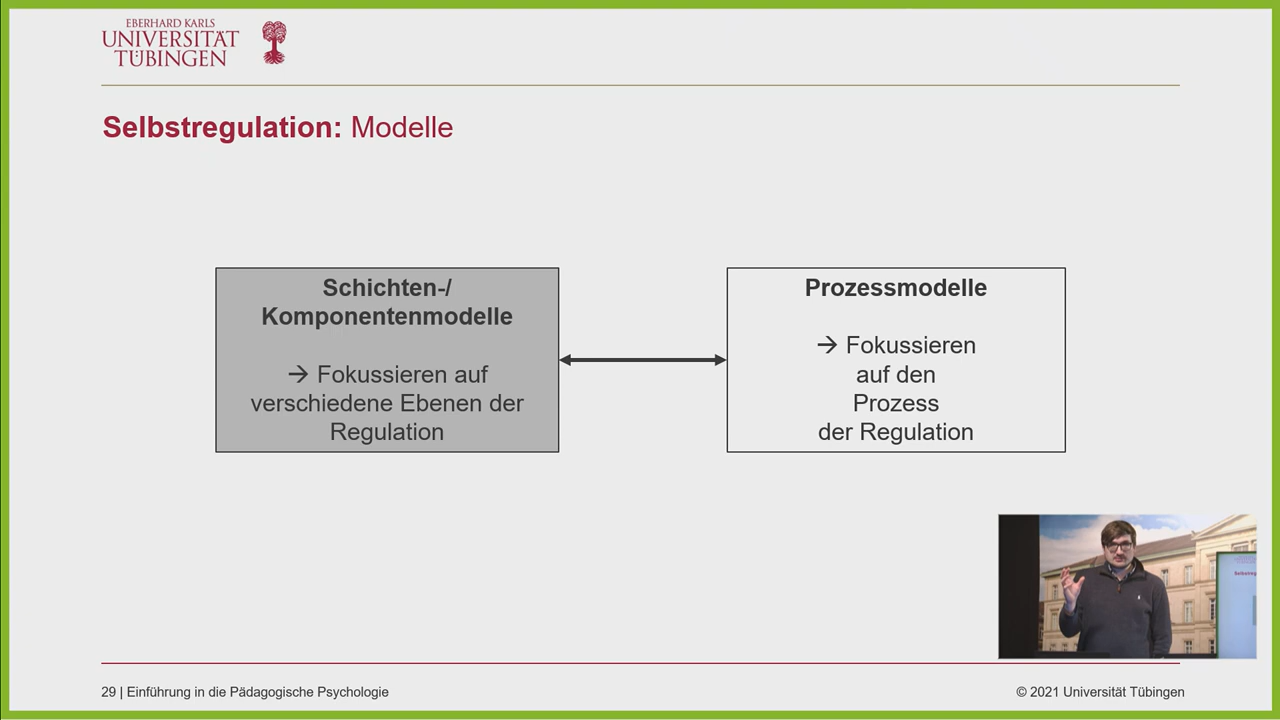 EBERHARD KARLS
UNIVERSITÄT
TÜBINGEN
Selbstregulation: Modelle
Schichten-/
Komponentenmodelle
→ Fokussieren auf
verschiedene Ebenen der
Regulation
Prozessmodelle
→ Fokussieren
auf den
Prozess
der Regulation
29 | Einführung in die Pädagogische Psychologie
© 2021 Universität Tübingen